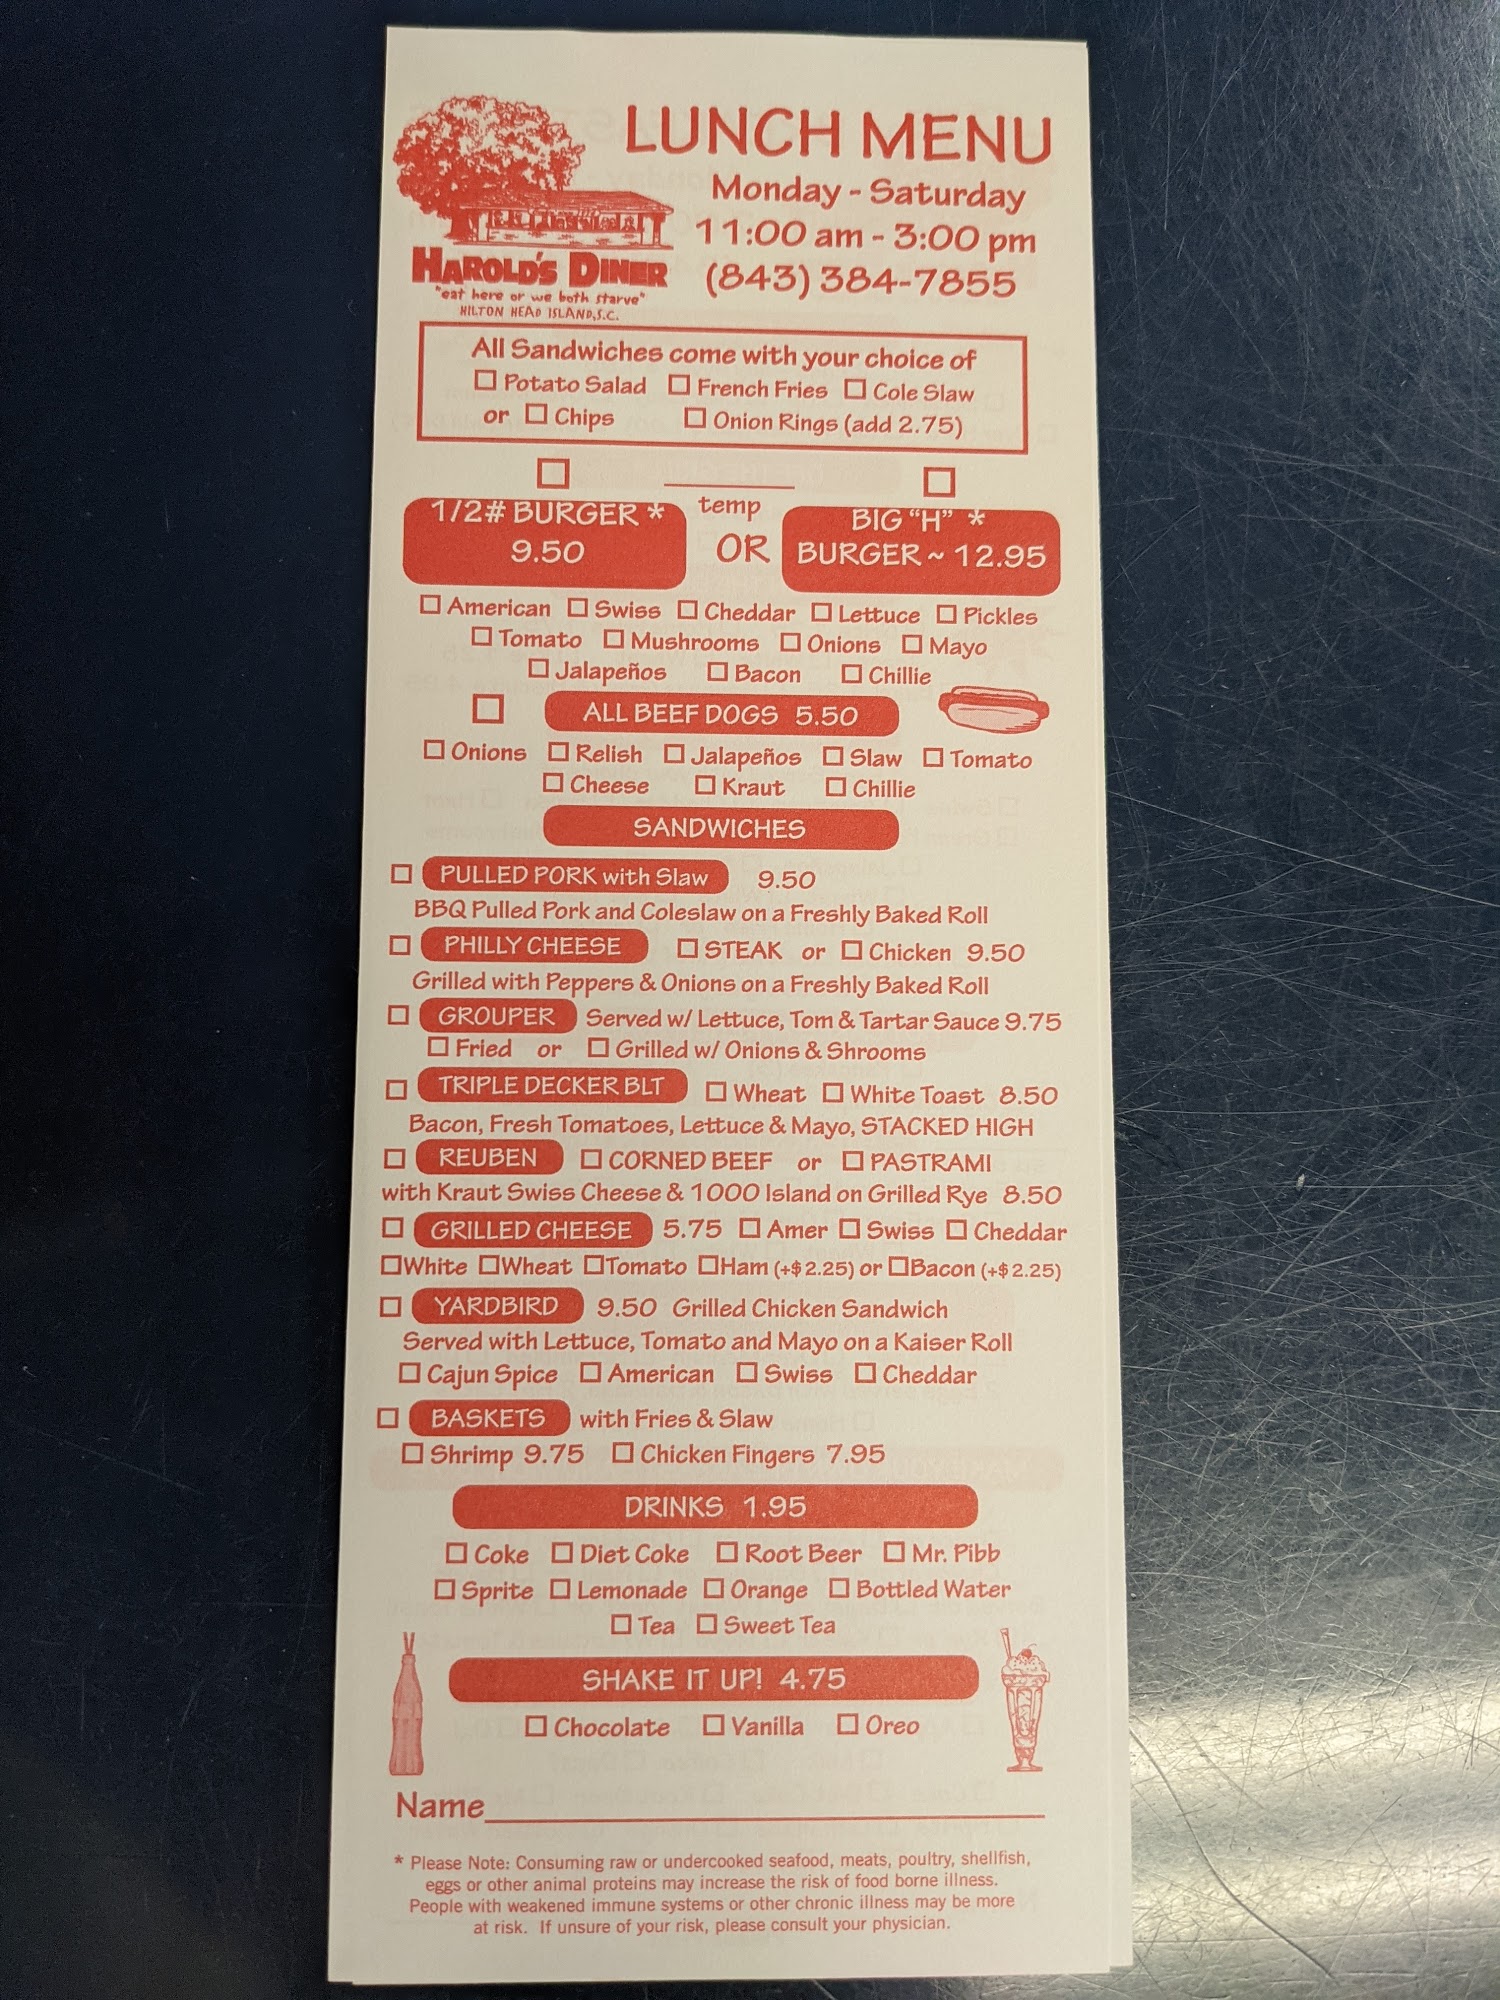 LUNCH MENU
Monday - Saturday
11:00 am - 3:00 pm
(843) 384-7855
HAROLD'S DINER
"eat here or we both starve"
HILTON HEAD ISLAND, S.C.
All Sandwiches come with your choice of
Potato Salad French Fries Cole Slaw
or Chips Onion Rings (add 2.75)
1/2# BURGER *
9.50
temp
OR
BIG "H" *
BURGER ~ 12.95
American Swiss Cheddar Lettuce Pickles
Tomato Mushrooms Onions Mayo
Jalapeños Bacon Chillie
ALL BEEF DOGS 5.50
Onions Relish Jalapeños Slaw Tomato
Cheese Kraut Chillie
SANDWICHES
PULLED PORK with Slaw 9.50
BBQ Pulled Pork and Coleslaw on a Freshly Baked Roll
PHILLY CHEESE STEAK or Chicken 9.50
Grilled with Peppers & Onions on a Freshly Baked Roll
GROUPER Served w/ Lettuce, Tom & Tartar Sauce 9.75
Fried or Grilled w/ Onions & Shrooms
TRIPLE DECKER BLT Wheat White Toast 8.50
Bacon, Fresh Tomatoes, Lettuce & Mayo, STACKED HIGH
REUBEN CORNED BEEF or PASTRAMI
with Kraut Swiss Cheese & 1000 Island on Grilled Rye 8.50
GRILLED CHEESE 5.75 Amer Swiss Cheddar
White Wheat Tomato Ham (+$2.25) or Bacon (+$2.25)
YARDBIRD 9.50 Grilled Chicken Sandwich
Served with Lettuce, Tomato and Mayo on a Kaiser Roll
Cajun Spice American Swiss Cheddar
BASKETS with Fries & Slaw
Shrimp 9.75 Chicken Fingers 7.95
DRINKS 1.95
Coke Diet Coke Root Beer Mr. Pibb
Sprite Lemonade Orange Bottled Water
Tea Sweet Tea
SHAKE IT UP! 4.75
Chocolate Vanilla Oreo
Name
* Please Note: Consuming raw or undercooked seafood, meats, poultry, shellfish,
eggs or other animal proteins may increase the risk of food borne illness.
People with weakened immune systems or other chronic illness may be more
at risk. If unsure of your risk, please consult your physician.